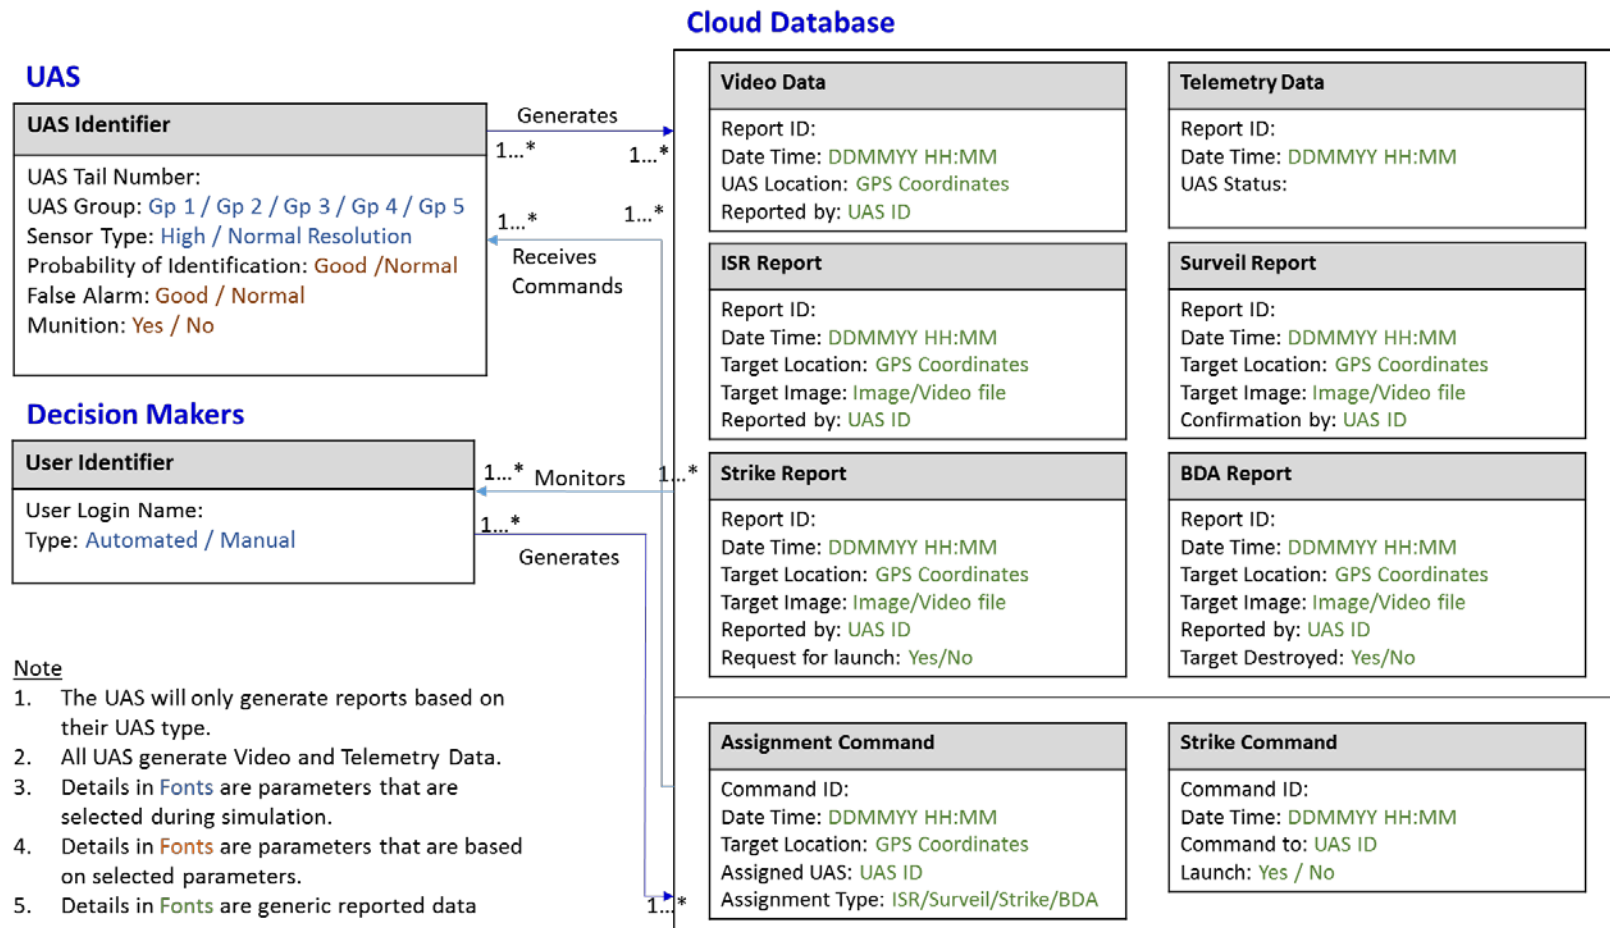 Cloud Database
UAS
UAS Identifier
UAS Tail Number:
UAS Group: Gp 1 / Gp 2 / Gp 3 / Gp 4 / Gp 5
Sensor Type: High / Normal Resolution
Probability of Identification: Good /Normal
False Alarm: Good / Normal
Munition: Yes / No
Generates
1...*
1...*
1...*
1...*
Receives
Commands
Decision Makers
User Identifier
User Login Name:
Type: Automated / Manual
1...*
Monitors
1...*
1...*
Generates
1...*
Note
1. The UAS will only generate reports based on
their UAS type.
2. All UAS generate Video and Telemetry Data.
3. Details in Fonts are parameters that are
selected during simulation.
4. Details in Fonts are parameters that are based
on selected parameters.
5. Details in Fonts are generic reported data
Video Data
Report ID:
Date Time: DDMMYY HH:MM
UAS Location: GPS Coordinates
Reported by: UAS ID
Telemetry Data
Report ID:
Date Time: DDMMYY HH:MM
UAS Status:
ISR Report
Report ID:
Date Time: DDMMYY HH:MM
Target Location: GPS Coordinates
Target Image: Image/Video file
Reported by: UAS ID
Surveil Report
Report ID:
Date Time: DDMMYY HH:MM
Target Location: GPS Coordinates
Target Image: Image/Video file
Confirmation by: UAS ID
Strike Report
Report ID:
Date Time: DDMMYY HH:MM
Target Location: GPS Coordinates
Target Image: Image/Video file
Reported by: UAS ID
Request for launch: Yes/No
BDA Report
Report ID:
Date Time: DDMMYY HH:MM
Target Location: GPS Coordinates
Target Image: Image/Video file
Reported by: UAS ID
Target Destroyed: Yes/No
Assignment Command
Command ID:
Date Time: DDMMYY HH:MM
Target Location: GPS Coordinates
Assigned UAS: UAS ID
Assignment Type: ISR/Surveil/Strike/BDA
Strike Command
Command ID:
Date Time: DDMMYY HH:MM
Command to: UAS ID
Launch: Yes / No